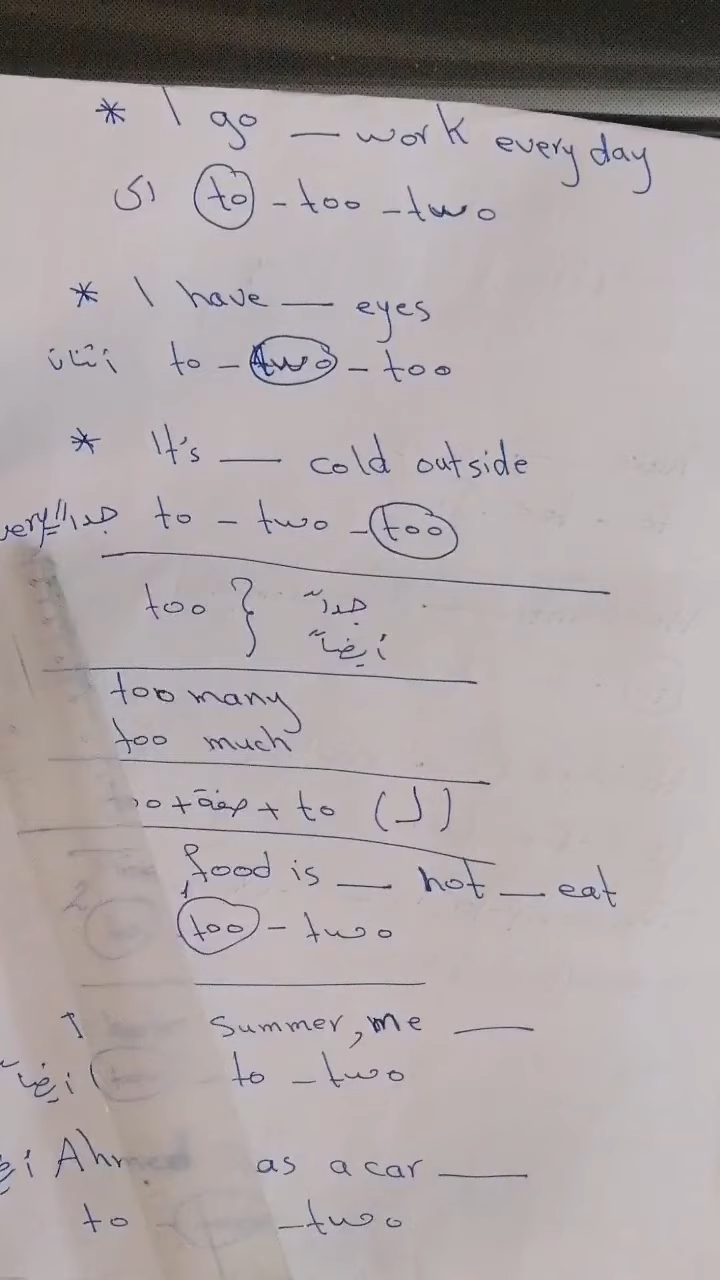 * I go — work every day
إلى to - too - two
* I have — eyes
اثنان to - two - too
* It's — cold outside
very جداً to - two - too
too } جداً
أيضاً
too many
too much
+ صفة + to (لـ)
food is — hot — eat
too - two
I summer, me —
أيضاً to - two
as a car —
to - two